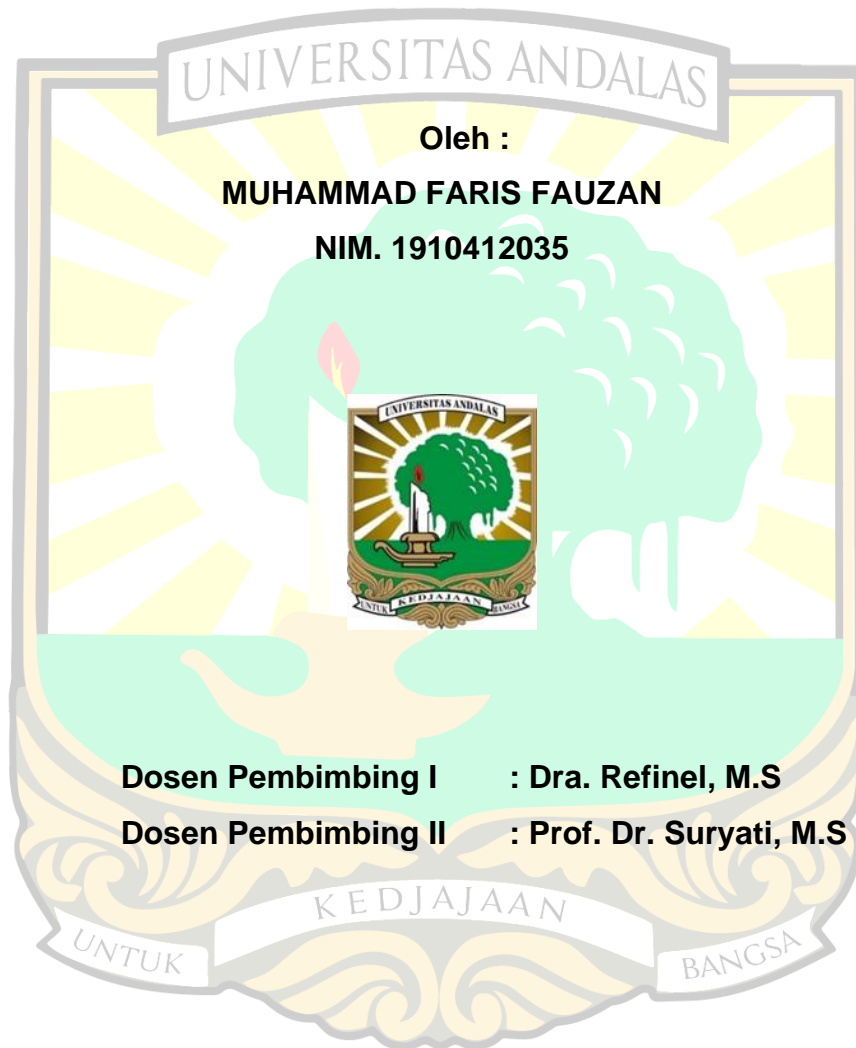 UNIVERSITAS ANDALAS
Oleh :
MUHAMMAD FARIS FAUZAN
NIM. 1910412035
UNIVERSITAS ANDALAS
UNTUK KEDJAJAAN BANGSA
Dosen Pembimbing I : Dra. Refinel, M.S
Dosen Pembimbing II : Prof. Dr. Suryati, M.S
UNTUK KEDJAJAAN BANGSA